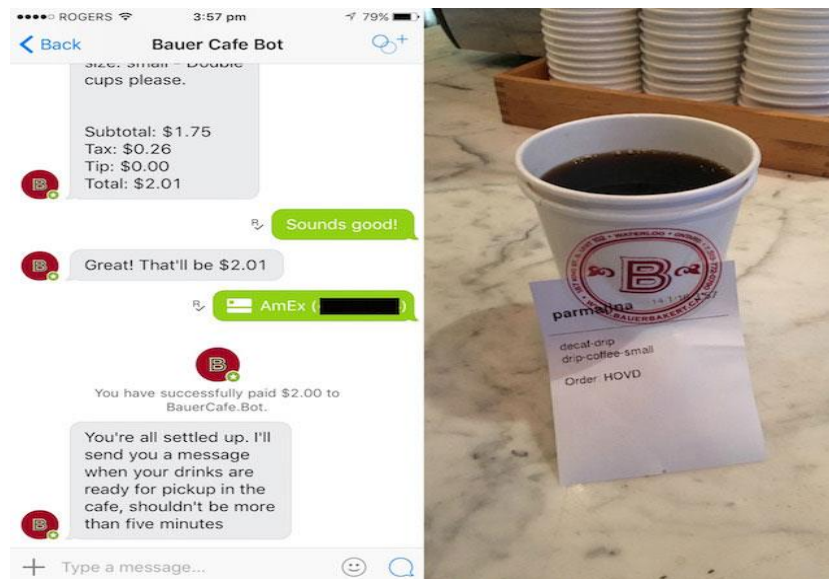 ROGERS 3:57 pm 79%
Back Bauer Cafe Bot
size: small - Double
cups please.
Subtotal: $1.75
Tax: $0.26
Tip: $0.00
Total: $2.01
Sounds good!
Great! That'll be $2.01
AmEx (
You have successfully paid $2.00 to
BauerCafe.Bot.
You're all settled up. I'll
send you a message
when your drinks are
ready for pickup in the
cafe, shouldn't be more
than five minutes
Type a message...
WATERLOO
B
BAUERBAKERY.CA
parmalina
decaf-drip
drip-coffee-small
Order HOVD